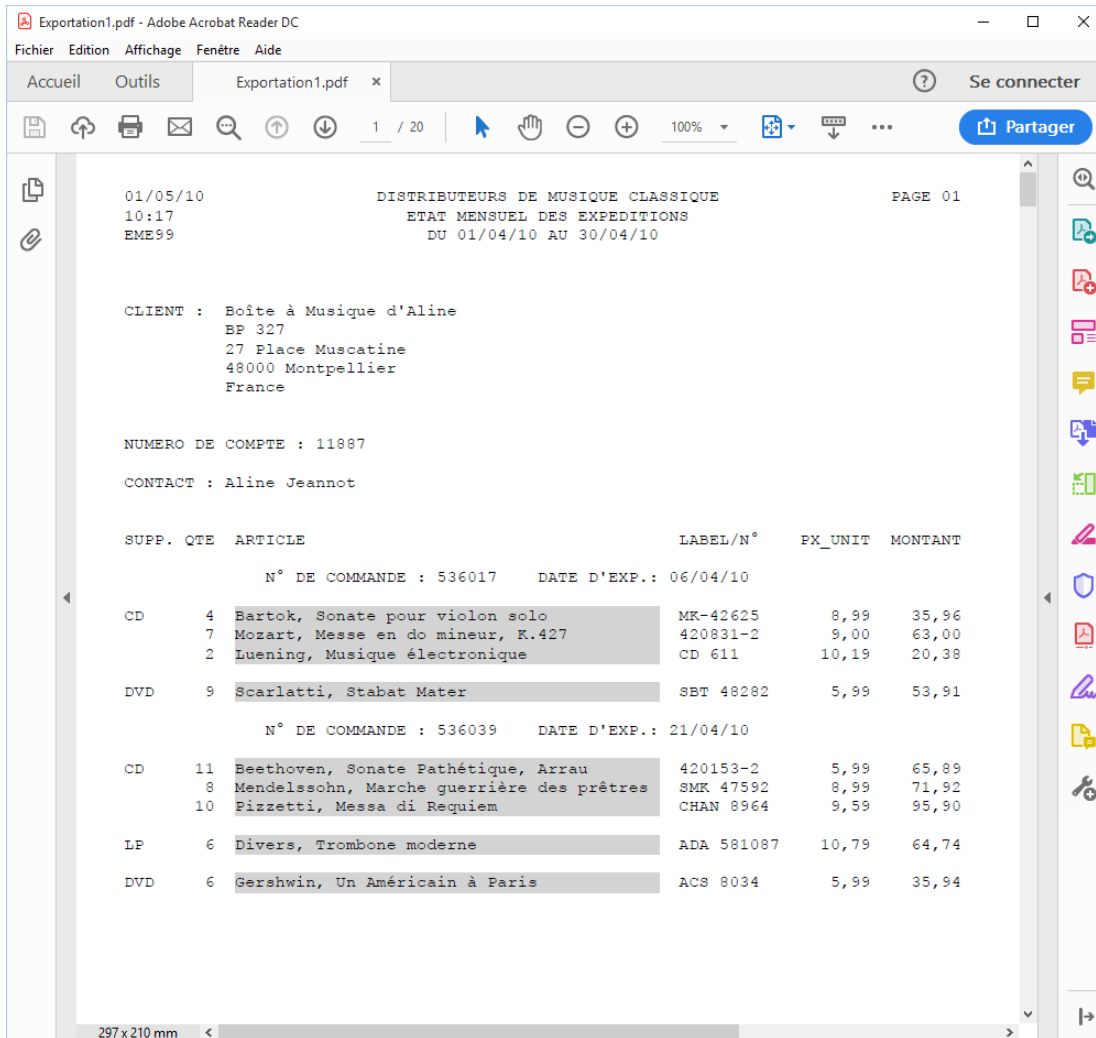 Exportation1.pdf - Adobe Acrobat Reader DC
Fichier Edition Affichage Fenêtre Aide
Accueil Outils Exportation1.pdf × ? Se connecter
1 / 20 100% Partager
01/05/10 DISTRIBUTEURS DE MUSIQUE CLASSIQUE PAGE 01
10:17 ETAT MENSUEL DES EXPEDITIONS
EME99 DU 01/04/10 AU 30/04/10
CLIENT : Boîte à Musique d'Aline
BP 327
27 Place Muscatine
48000 Montpellier
France
NUMERO DE COMPTE : 11887
CONTACT : Aline Jeannot
SUPP. QTE ARTICLE LABEL/N° PX_UNIT MONTANT
N° DE COMMANDE : 536017 DATE D'EXP.: 06/04/10
CD 4 Bartok, Sonate pour violon solo MK-42625 8,99 35,96
7 Mozart, Messe en do mineur, K.427 420831-2 9,00 63,00
2 Luening, Musique électronique CD 611 10,19 20,38
DVD 9 Scarlatti, Stabat Mater SBT 48282 5,99 53,91
N° DE COMMANDE : 536039 DATE D'EXP.: 21/04/10
CD 11 Beethoven, Sonate Pathétique, Arrau 420153-2 5,99 65,89
8 Mendelssohn, Marche guerrière des prêtres SMK 47592 8,99 71,92
10 Pizzetti, Messa di Requiem CHAN 8964 9,59 95,90
LP 6 Divers, Trombone moderne ADA 581087 10,79 64,74
DVD 6 Gershwin, Un Américain à Paris ACS 8034 5,99 35,94
297 x 210 mm